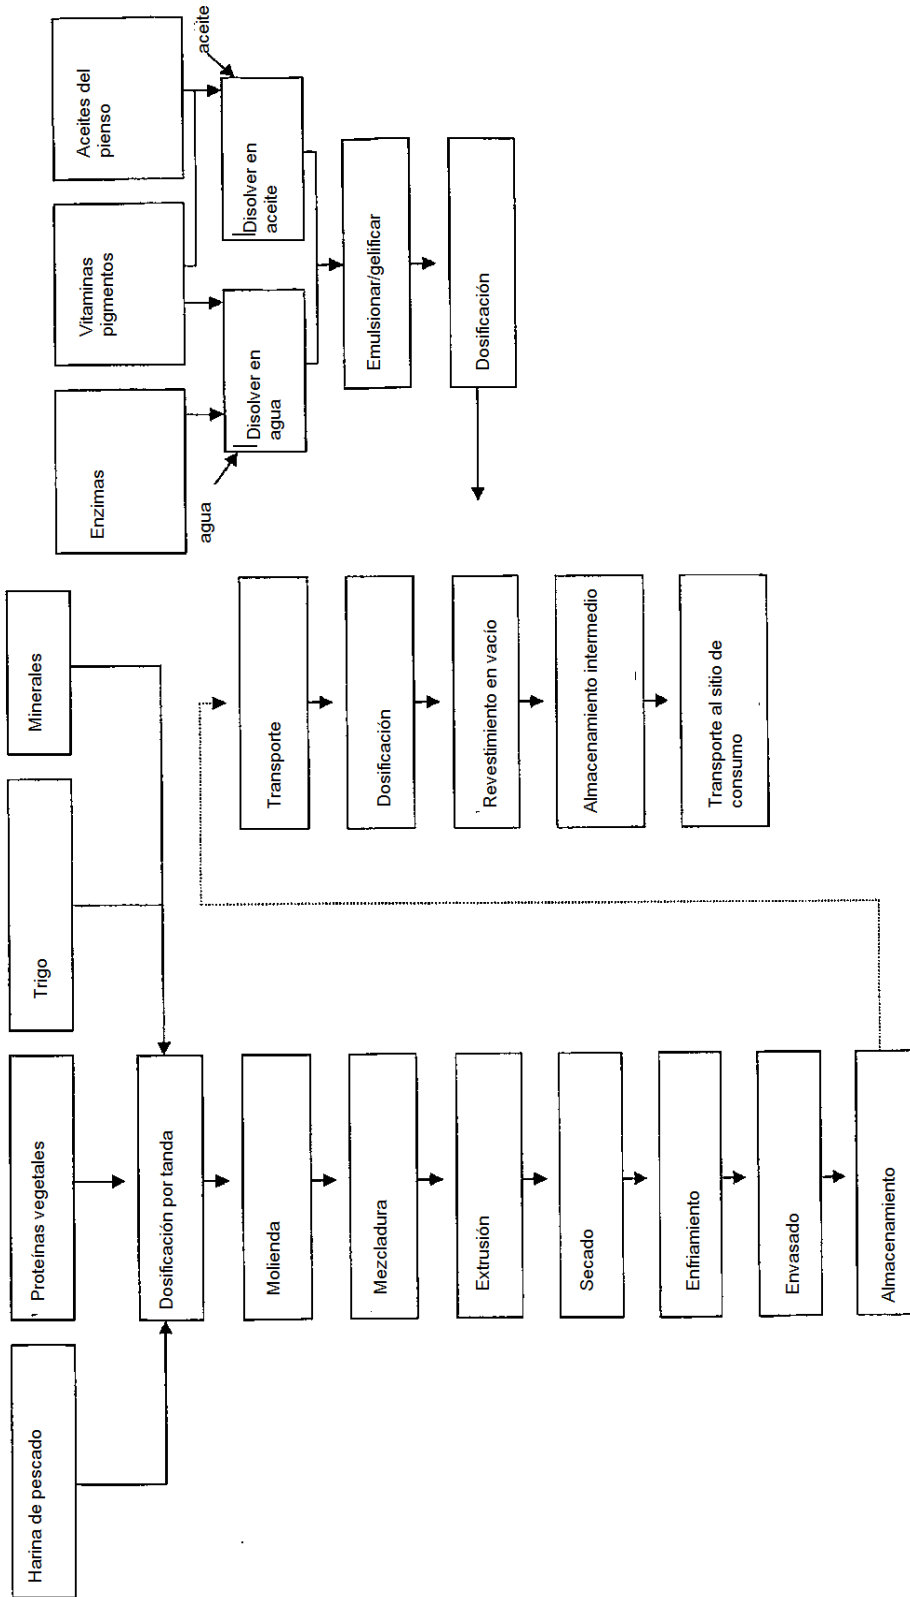 Harina de pescado
Proteínas vegetales
Trigo
Minerales
Dosificación por tanda
Molienda
Mezcladura
Extrusión
Secado
Enfriamiento
Envasado
Almacenamiento
Transporte
Dosificación
Revestimiento en vacío
Almacenamiento intermedio
Transporte al sitio de
consumo
Enzimas
Vitaminas
pigmentos
Aceites del
pienso
agua
Disolver en
agua
aceite
Disolver en
aceite
Emulsionar/gelificar
Dosificación